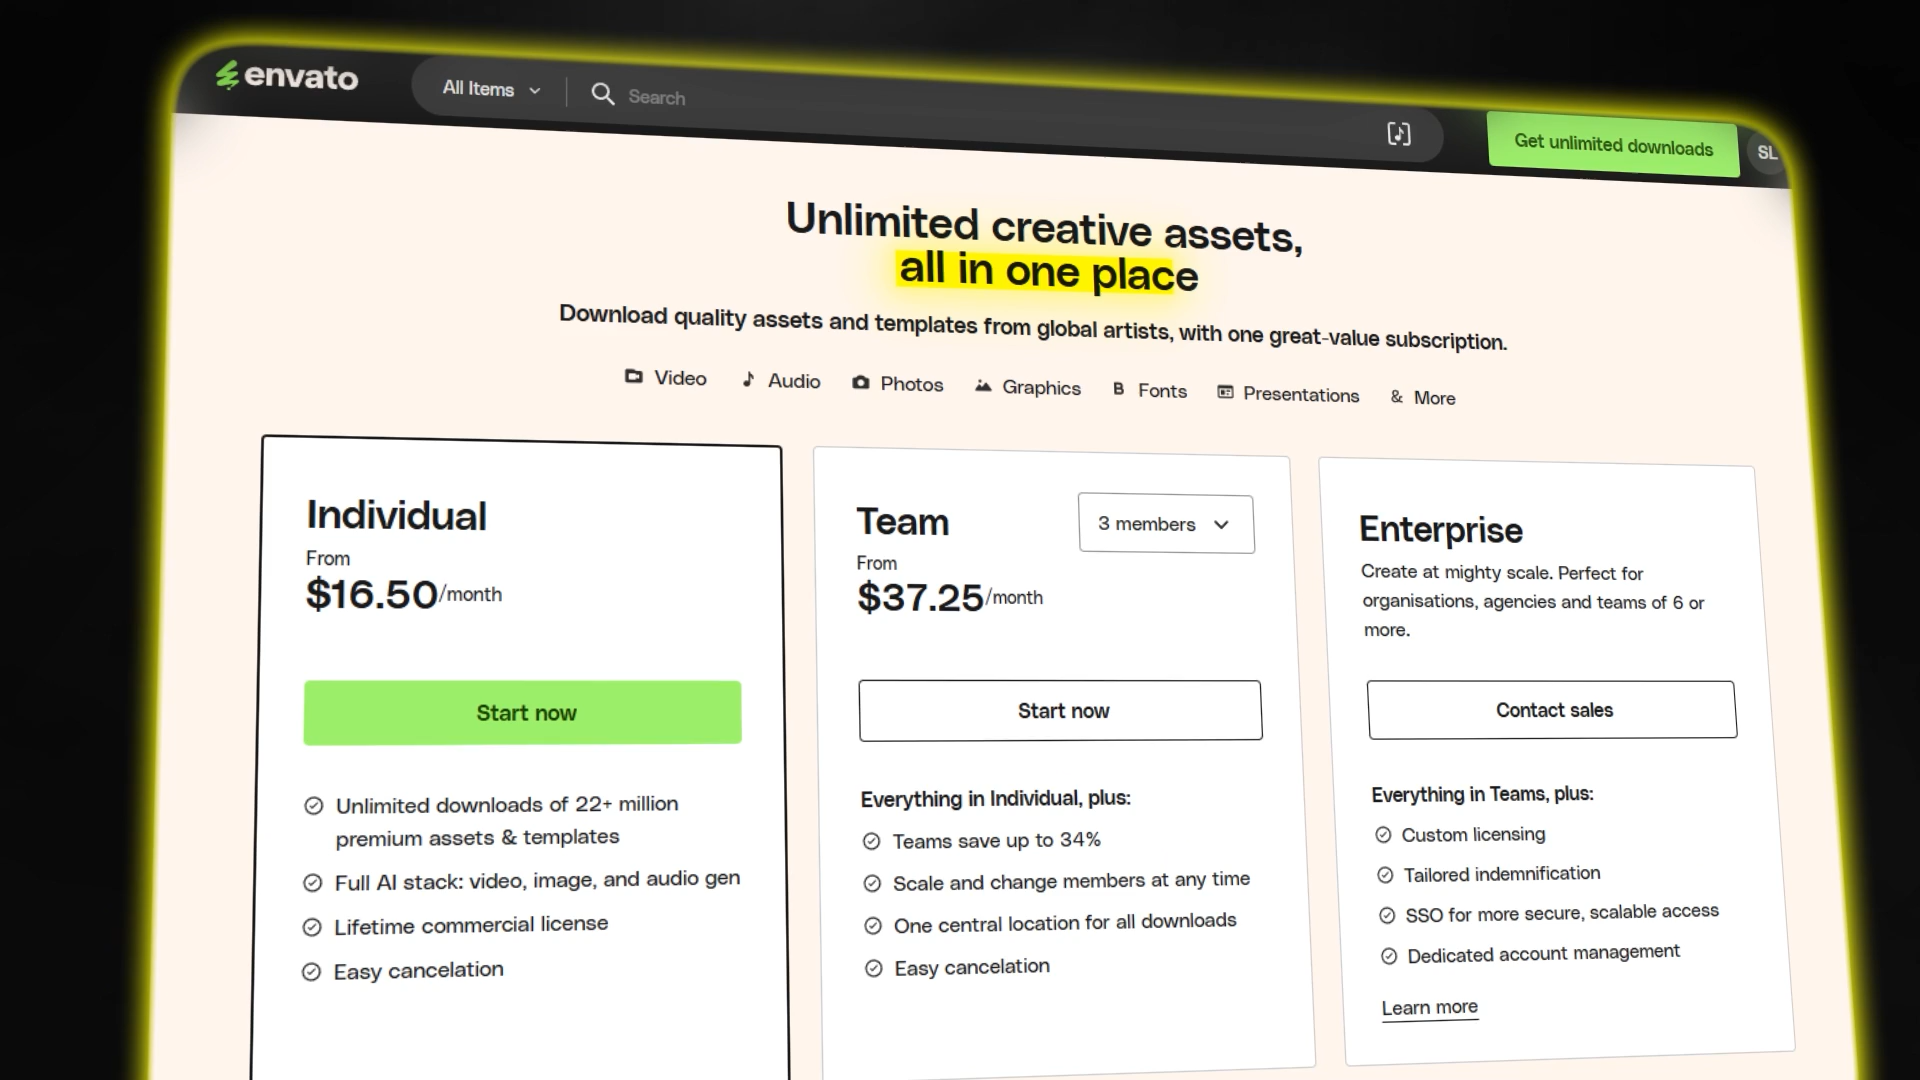 envato
All Items
Search
Get unlimited downloads
SL
Unlimited creative assets,
all in one place
Download quality assets and templates from global artists, with one great-value subscription.
Video Audio Photos Graphics B Fonts Presentations & More
Individual
From
$16.50/month
Start now
Unlimited downloads of 22+ million
premium assets & templates
Full AI stack: video, image, and audio gen
Lifetime commercial license
Easy cancelation
Team
3 members
From
$37.25/month
Start now
Everything in Individual, plus:
Teams save up to 34%
Scale and change members at any time
One central location for all downloads
Easy cancelation
Enterprise
Create at mighty scale. Perfect for
organisations, agencies and teams of 6 or
more.
Contact sales
Everything in Teams, plus:
Custom licensing
Tailored indemnification
SSO for more secure, scalable access
Dedicated account management
Learn more